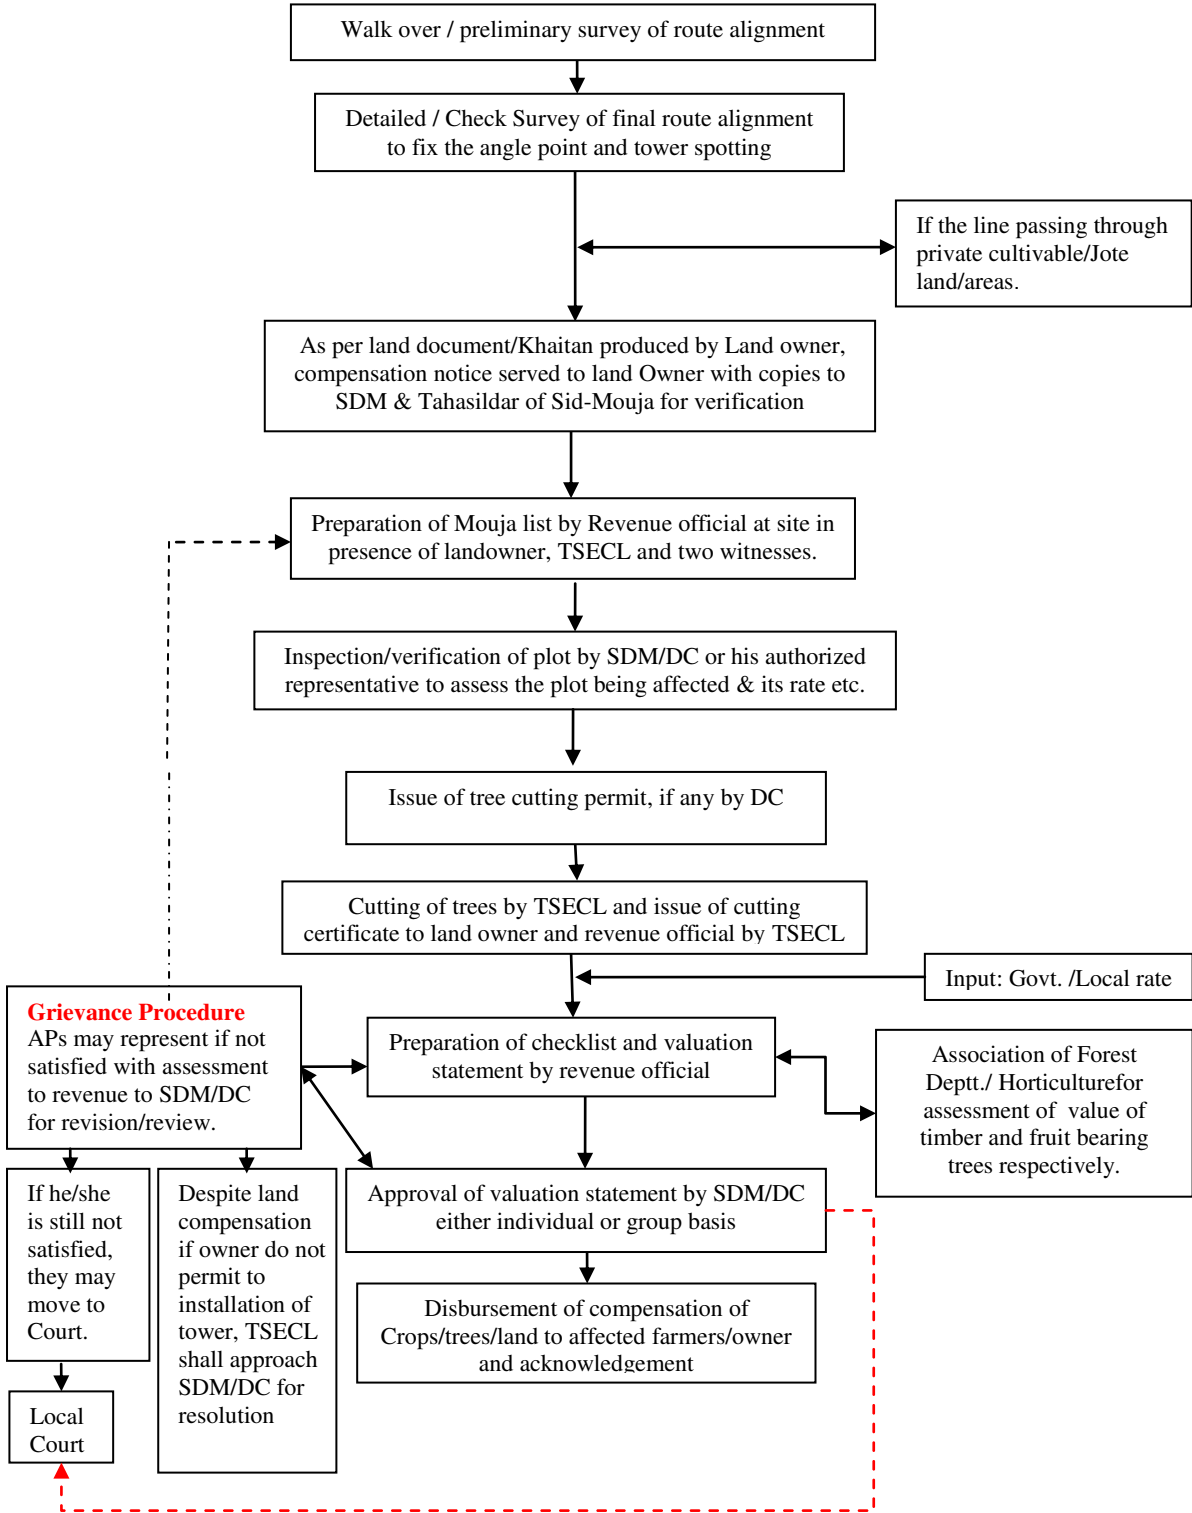 Walk over / preliminary survey of route alignment
Detailed / Check Survey of final route alignment
to fix the angle point and tower spotting
If the line passing through
private cultivable/Jote
land/areas.
As per land document/Khaitan produced by Land owner,
compensation notice served to land Owner with copies to
SDM & Tahasildar of Sid-Mouja for verification
Preparation of Mouja list by Revenue official at site in
presence of landowner, TSECL and two witnesses.
Inspection/verification of plot by SDM/DC or his authorized
representative to assess the plot being affected & its rate etc.
Issue of tree cutting permit, if any by DC
Cutting of trees by TSECL and issue of cutting
certificate to land owner and revenue official by TSECL
Input: Govt. /Local rate
Grievance Procedure
APs may represent if not
satisfied with assessment
to revenue to SDM/DC
for revision/review.
Preparation of checklist and valuation
statement by revenue official
Association of Forest
Deptt./ Horticulturefor
assessment of value of
timber and fruit bearing
trees respectively.
If he/she
is still not
satisfied,
they may
move to
Court.
Despite land
compensation
if owner do not
permit to
installation of
tower, TSECL
shall approach
SDM/DC for
resolution
Approval of valuation statement by SDM/DC
either individual or group basis
Disbursement of compensation of
Crops/trees/land to affected farmers/owner
and acknowledgement
Local
Court